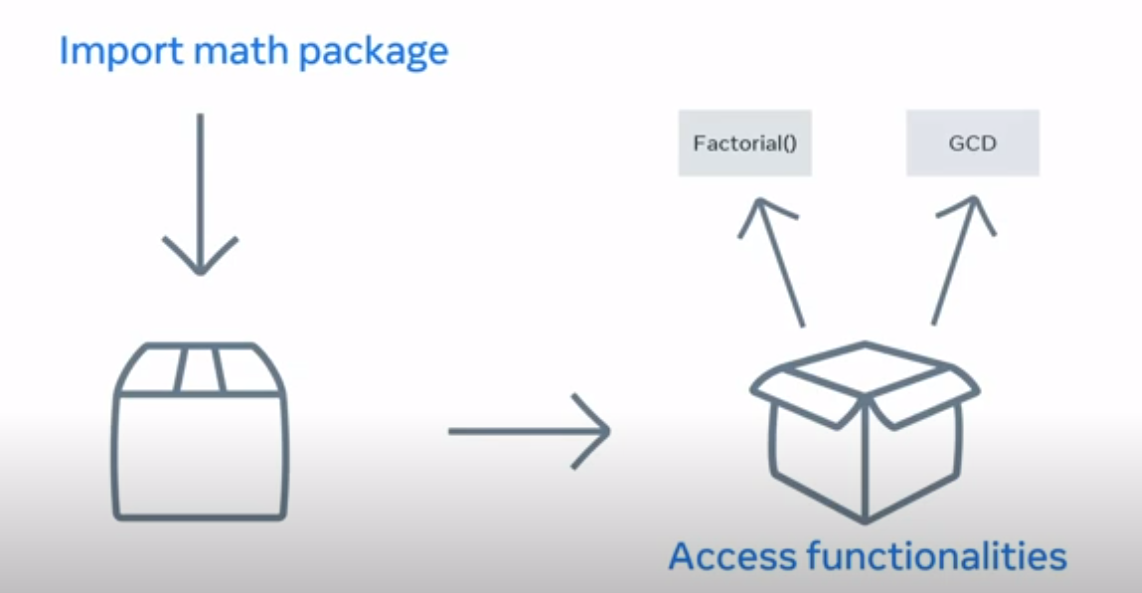 Import math package
Factorial()
GCD
Access functionalities